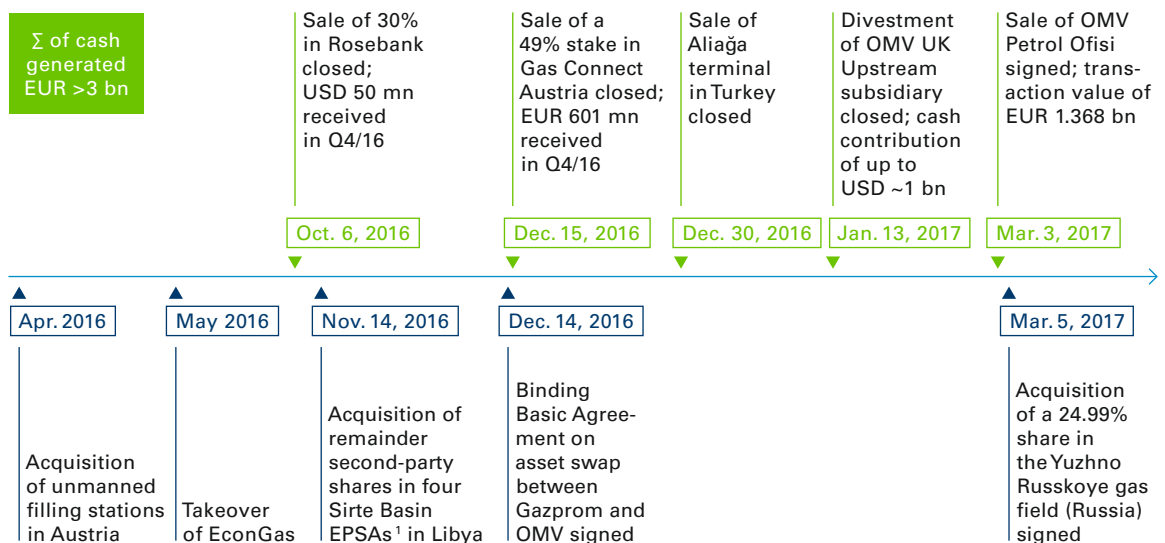 ∑ of cash
generated
EUR >3 bn
Sale of 30%
in Rosebank
closed;
USD 50 mn
received
in Q4/16
Sale of a
49% stake in
Gas Connect
Austria closed;
EUR 601 mn
received
in Q4/16
Sale of
Aliağa
terminal
in Turkey
closed
Divestment
of OMV UK
Upstream
subsidiary
closed; cash
contribution
of up to
USD ~1 bn
Sale of OMV
Petrol Ofisi
signed; trans-
action value of
EUR 1.368 bn
Oct. 6, 2016
Dec. 15, 2016
Dec. 30, 2016
Jan. 13, 2017
Mar. 3, 2017
Apr. 2016
May 2016
Nov. 14, 2016
Dec. 14, 2016
Mar. 5, 2017
Acquisition
of unmanned
filling stations
in Austria
Takeover
of EconGas
Acquisition of
remainder
second-party
shares in four
Sirte Basin
EPSAs¹ in Libya
Binding
Basic Agree-
ment on
asset swap
between
Gazprom and
OMV signed
Acquisition
of a 24.99%
share in
the Yuzhno
Russkoye gas
field (Russia)
signed